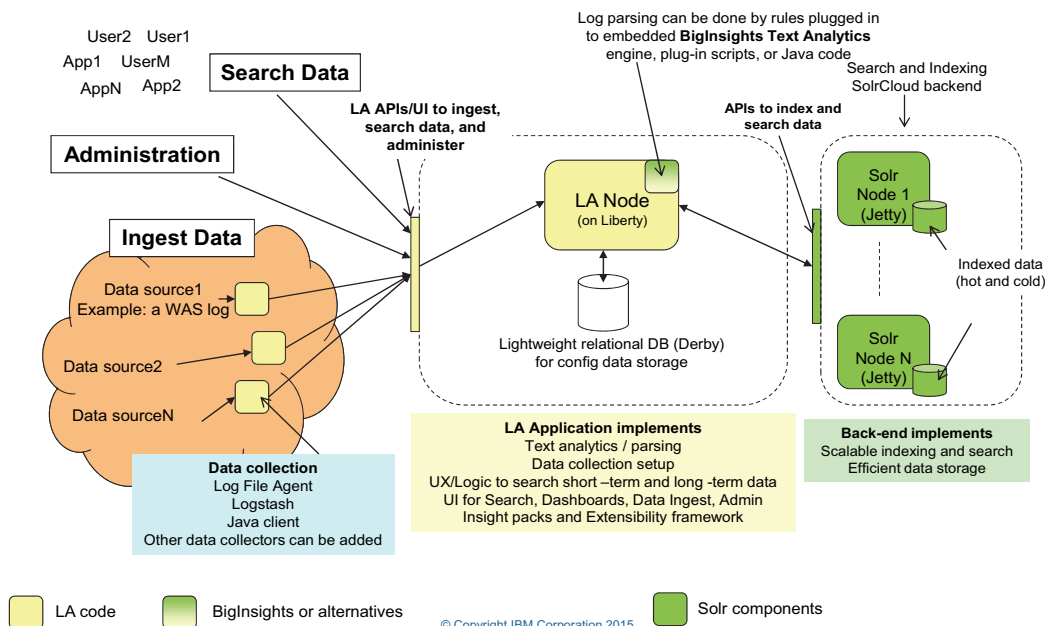 User2 User1
App1 UserM
AppN App2
Search Data
Administration
Ingest Data
Data source1
Example: a WAS log
Data source2
Data sourceN
Data collection
Log File Agent
Logstash
Java client
Other data collectors can be added
LA APIs/UI to ingest,
search data, and
administer
Log parsing can be done by rules plugged in
to embedded BigInsights Text Analytics
engine, plug-in scripts, or Java code
LA Node
(on Liberty)
Lightweight relational DB (Derby)
for config data storage
LA Application implements
Text analytics / parsing
Data collection setup
UX/Logic to search short –term and long -term data
UI for Search, Dashboards, Data Ingest, Admin
Insight packs and Extensibility framework
APIs to index and
search data
Search and Indexing
SolrCloud backend
Solr
Node 1
(Jetty)
Indexed data
(hot and cold)
Solr
Node N
(Jetty)
Back-end implements
Scalable indexing and search
Efficient data storage
LA code
BigInsights or alternatives
Solr components
© Copyright IBM Corporation 2015